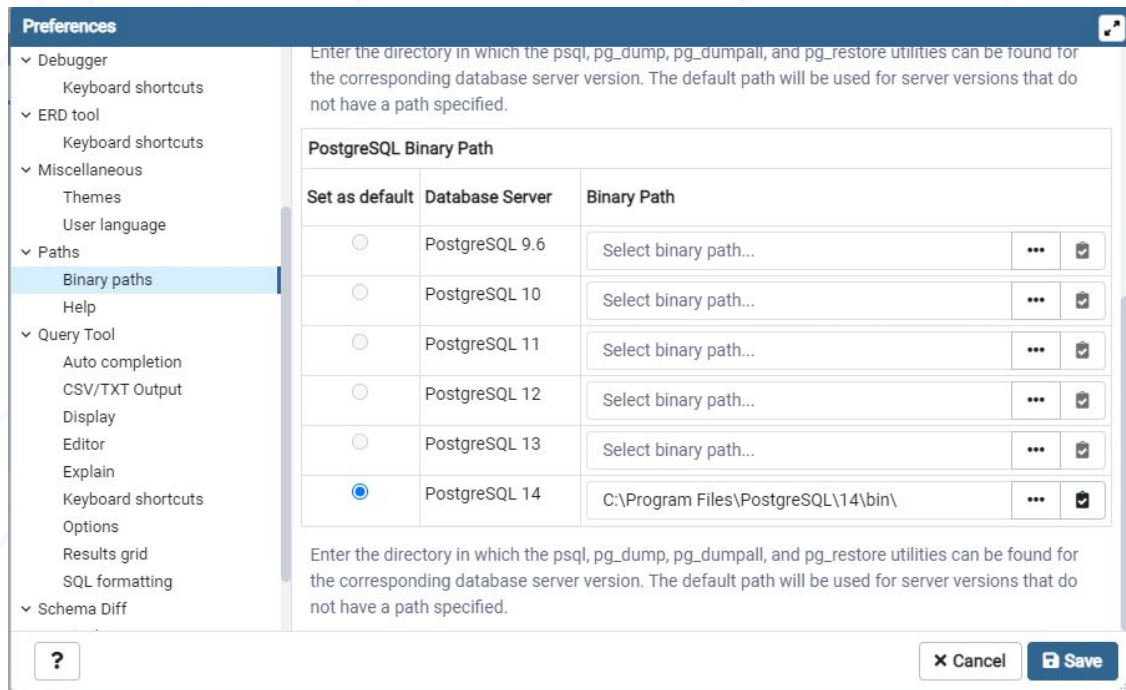 Preferences
Debugger
Keyboard shortcuts
ERD tool
Keyboard shortcuts
Miscellaneous
Themes
User language
Paths
Binary paths
Help
Query Tool
Auto completion
CSV/TXT Output
Display
Editor
Explain
Keyboard shortcuts
Options
Results grid
SQL formatting
Schema Diff
Enter the directory in which the psql, pg_dump, pg_dumpall, and pg_restore utilities can be found for
the corresponding database server version. The default path will be used for server versions that do
not have a path specified.
PostgreSQL Binary Path
Set as default Database Server Binary Path
PostgreSQL 9.6 Select binary path...
PostgreSQL 10 Select binary path...
PostgreSQL 11 Select binary path...
PostgreSQL 12 Select binary path...
PostgreSQL 13 Select binary path...
PostgreSQL 14 C:\Program Files\PostgreSQL\14\bin\
Enter the directory in which the psql, pg_dump, pg_dumpall, and pg_restore utilities can be found for
the corresponding database server version. The default path will be used for server versions that do
not have a path specified.
? Cancel Save